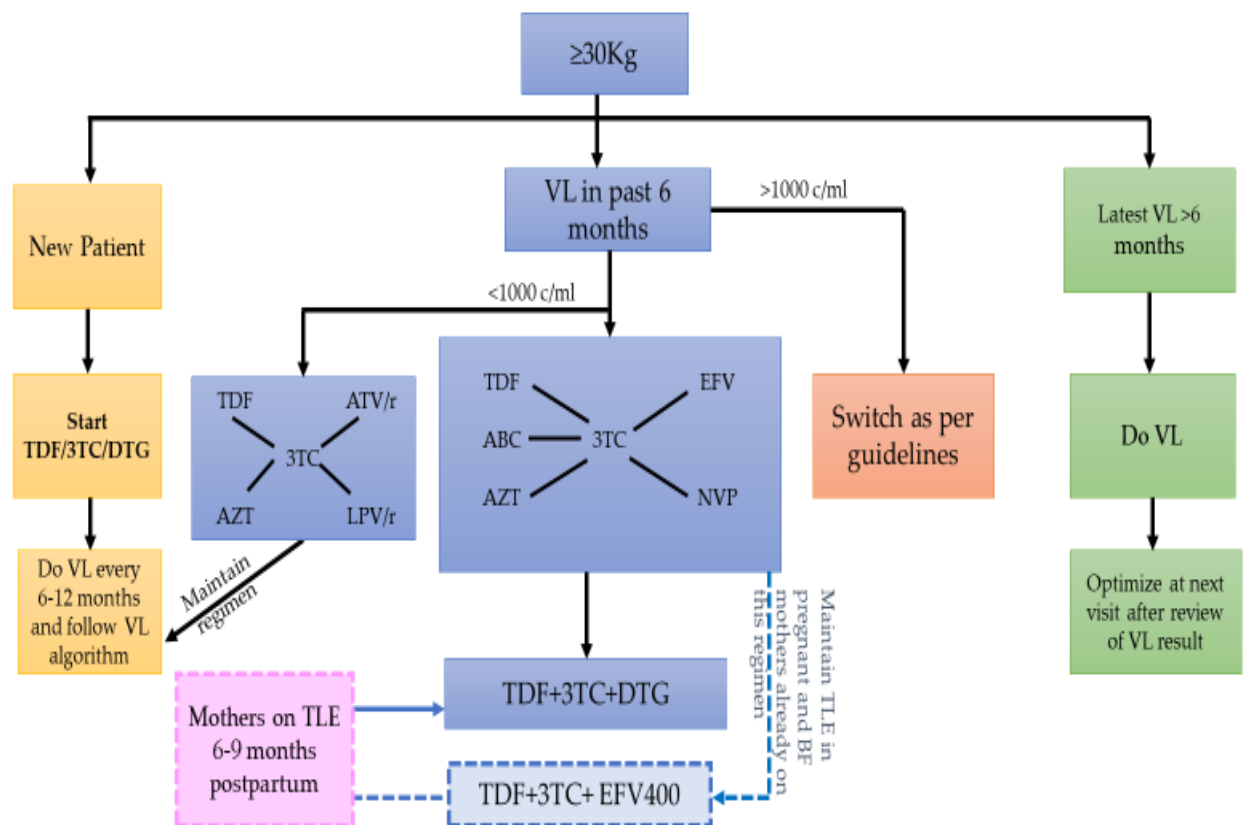 ≥30Kg
New Patient
VL in past 6
months
>1000 c/ml
Latest VL >6
months
<1000 c/ml
Start
TDF/3TC/DTG
TDF
ATV/r
3TC
AZT
LPV/r
TDF
EFV
ABC
3TC
AZT
NVP
Switch as per
guidelines
Do VL
Do VL every
6-12 months
and follow VL
algorithm
Maintain
regimen
Maintain TLE in
pregnant and BF
mothers already on
this regimen
Optimize at next
visit after review
of VL result
TDF+3TC+DTG
Mothers on TLE
6-9 months
postpartum
TDF+3TC+ EFV400